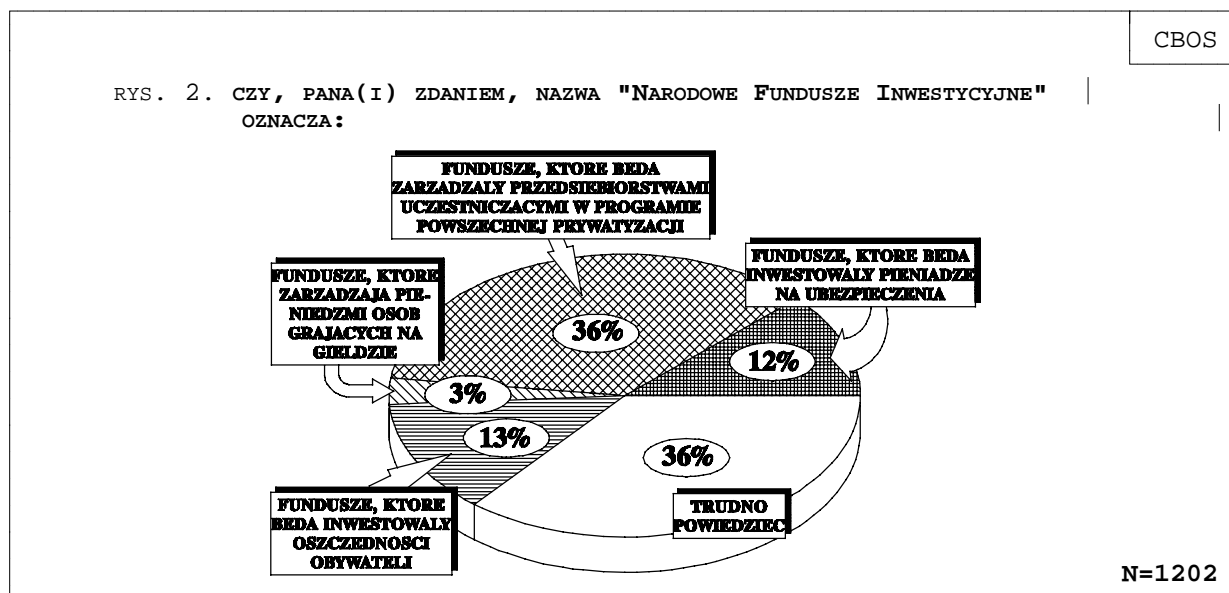 CBOS
RYS. 2. CZY, PANA(I) ZDANIEM, NAZWA "NARODOWE FUNDUSZE INWESTYCYJNE"
OZNACZA:
FUNDUSZE, KTORE BEDA
ZARZADZALY PRZEDSIEBIORSTWAMI
UCZESTNICZACYMI W PROGRAMIE
POWSZECHNEJ PRYWATYZACJI
FUNDUSZE, KTORE BEDA
INWESTOWALY PIENIADZE
NA UBEZPIECZENIA
FUNDUSZE, KTORE
ZARZADZAJA PIE-
NIEDZMI OSOB
GRAJACYCH NA
GIELDZIE
36%
12%
3%
13%
36%
FUNDUSZE, KTORE
BEDA INWESTOWALY
OSZCZEDNOSCI
OBYWATELI
TRUDNO
POWIEDZIEC
N=1202